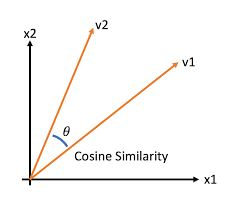 x2
v2
v1
θ
Cosine Similarity
x1